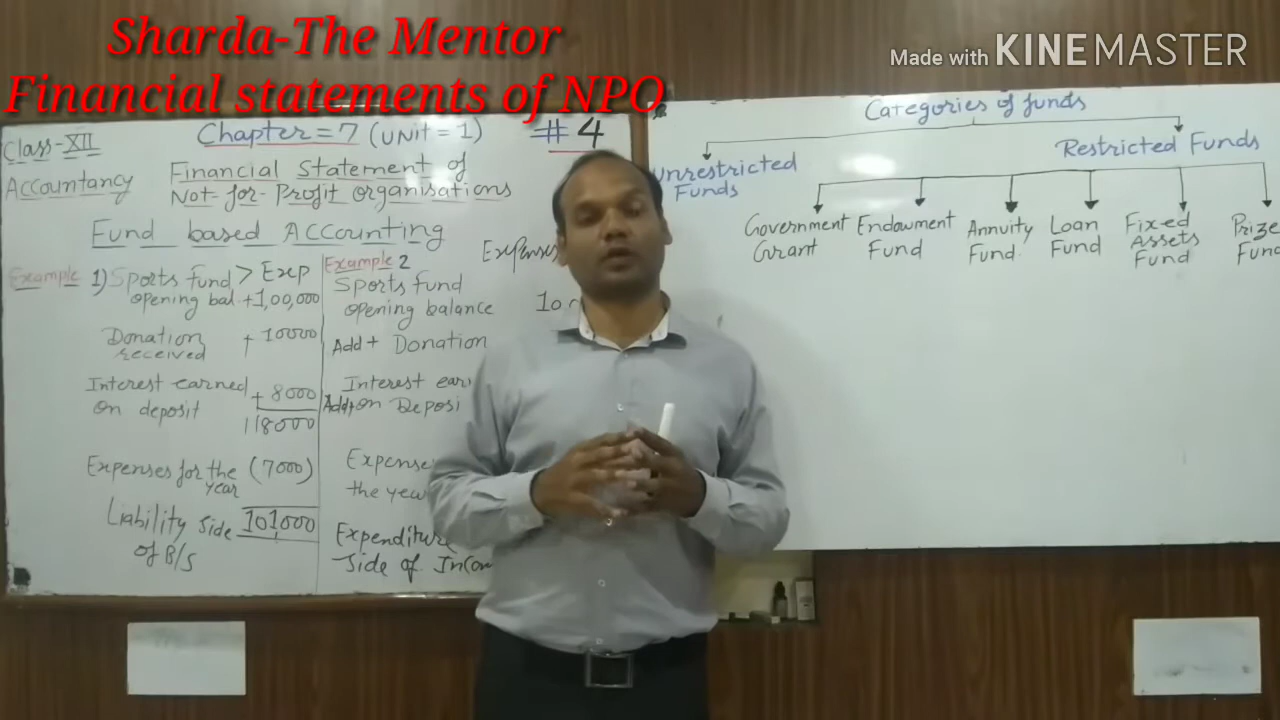 Sharda-The Mentor
Financial statements of NPO
Made with KINEMASTER
Class-XII
Accountancy
Chapter = 7 (UNit = 1)
# 4
Financial Statement of
Not-for-Profit organisations
Fund based Accounting
Example 1) Sports fund > Exp
opening bal. +1,00,000
Donation received + 10000
Interest earned
on deposit + 8000
118000
Expenses for the
year (7000)
Liability side 101,000
of B/S
Example 2
Expenses
Sports fund
opening balance
Add + Donation
Interest
Add+ on
the
Expenditure
Side of
Categories of funds
Unrestricted
Funds
Restricted Funds
Government
Grant
Endowment
Fund
Annuity
Fund
Loan
Fund
Fixed
Assets
Fund
Prize
Fund